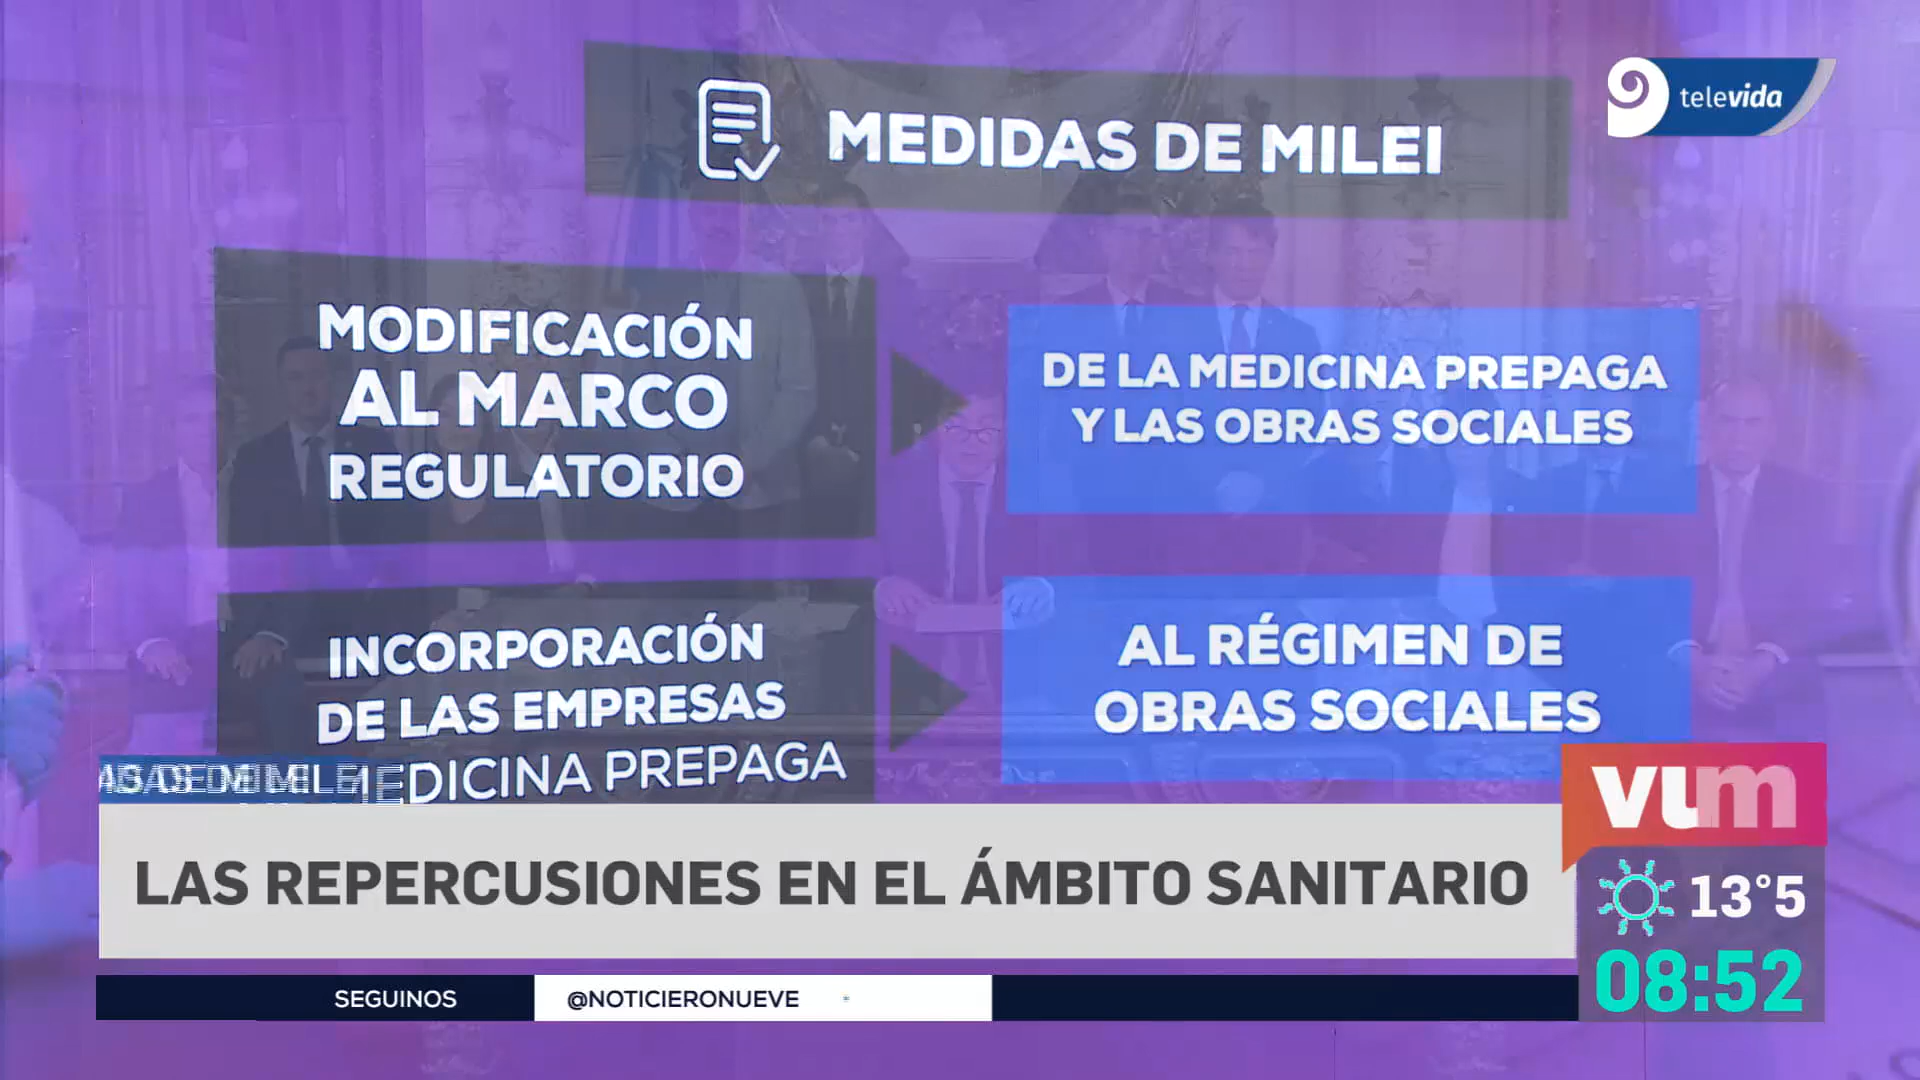 televida
MEDIDAS DE MILEI
MODIFICACIÓN
AL MARCO
REGULATORIO
DE LA MEDICINA PREPAGA
Y LAS OBRAS SOCIALES
INCORPORACIÓN
DE LAS EMPRESAS
MEDICINA PREPAGA
AL RÉGIMEN DE
OBRAS SOCIALES
LAS REPERCUSIONES EN EL ÁMBITO SANITARIO
vum
13°5
08:52
SEGUINOS
@NOTICIERONUEVE